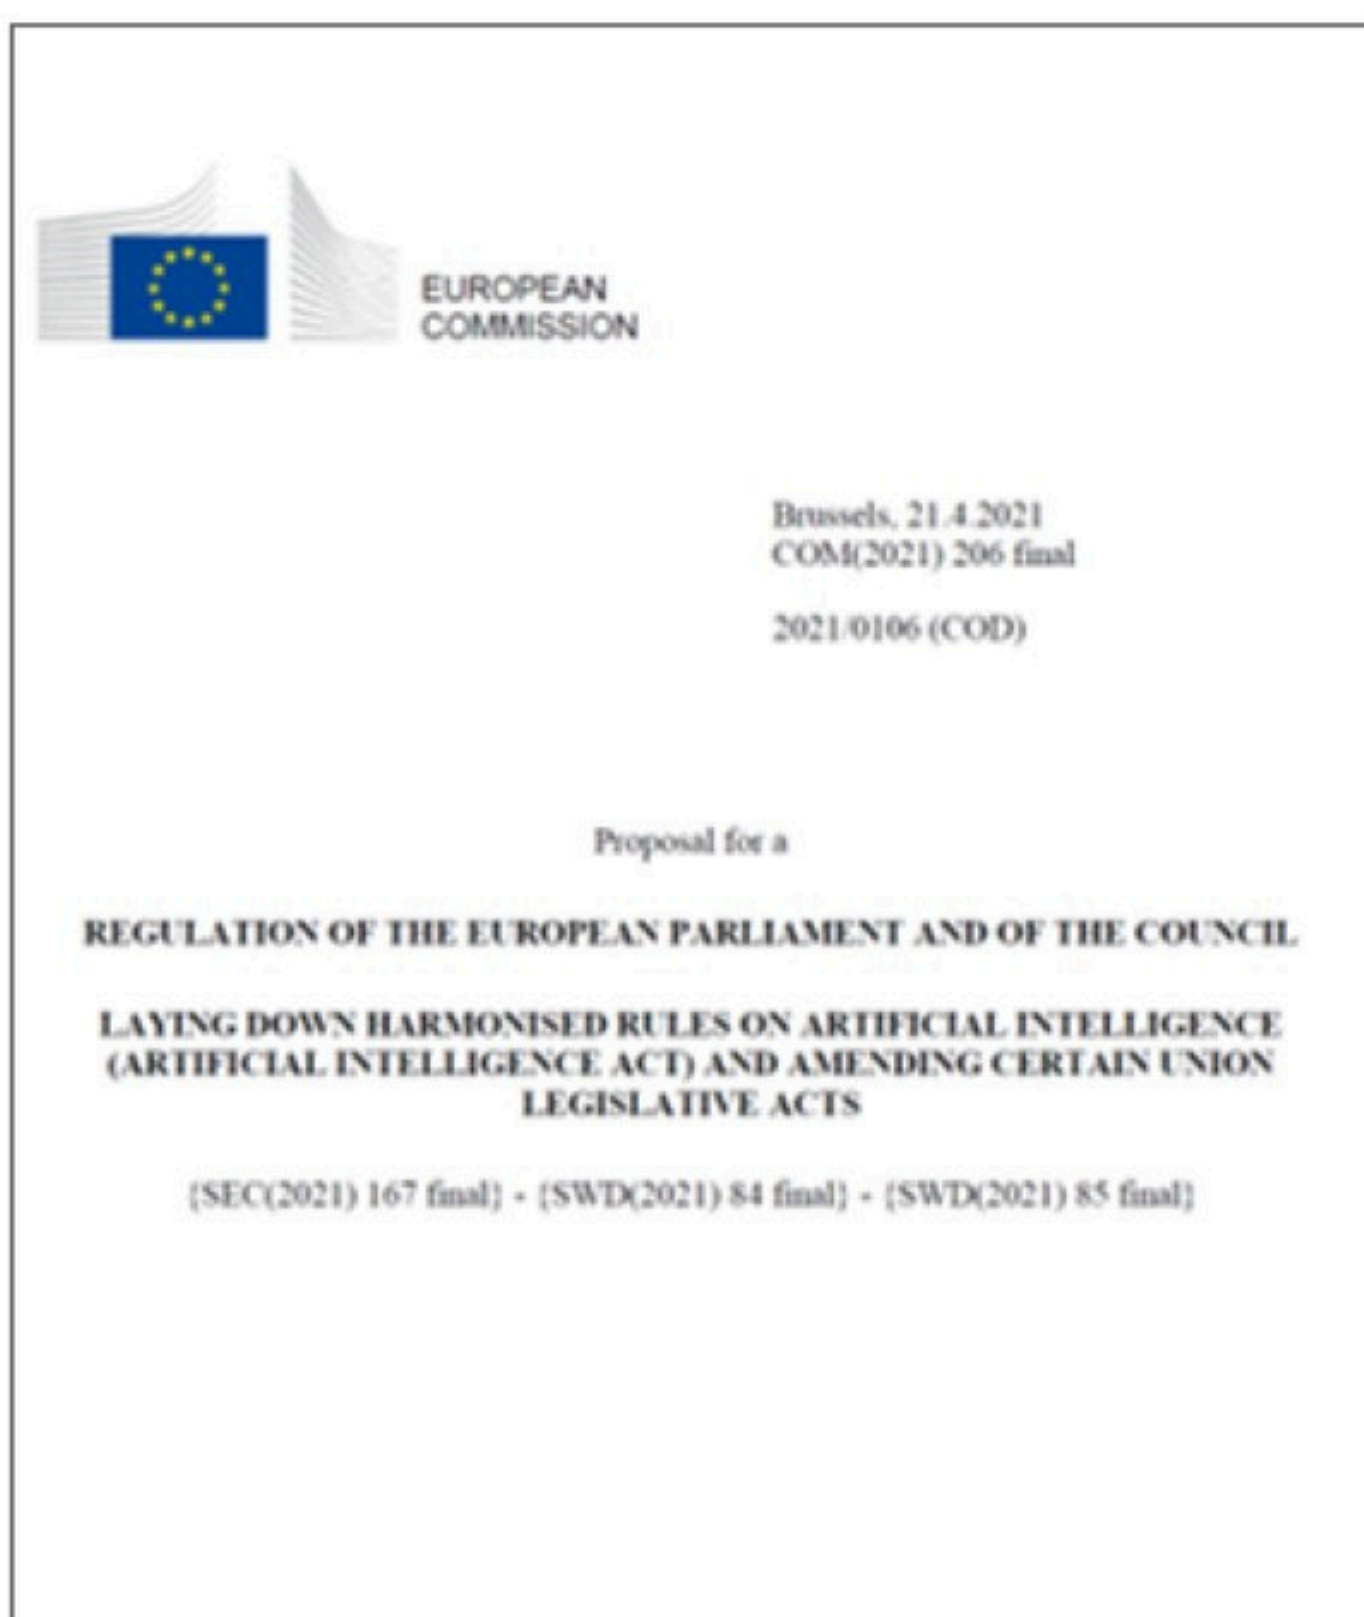 EUROPEAN
COMMISSION
Brussels, 21.4.2021
COM(2021) 206 final
2021/0106 (COD)
Proposal for a
REGULATION OF THE EUROPEAN PARLIAMENT AND OF THE COUNCIL
LAYING DOWN HARMONISED RULES ON ARTIFICIAL INTELLIGENCE
(ARTIFICIAL INTELLIGENCE ACT) AND AMENDING CERTAIN UNION
LEGISLATIVE ACTS
{SEC(2021) 167 final} - {SWD(2021) 84 final} - {SWD(2021) 85 final}